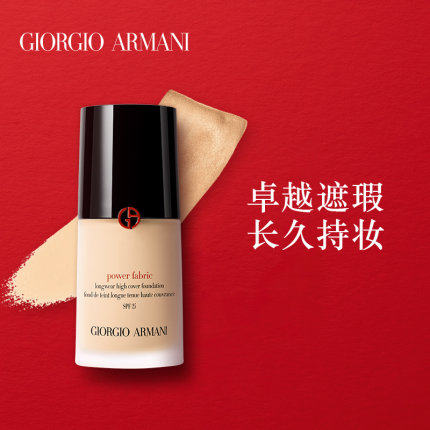 GIORGIO ARMANI
卓越遮瑕
长久持妆
power fabric
longwear high cover foundation
fond de teint longue tenue haute couvrance
SPF 25
GIORGIO ARMANI